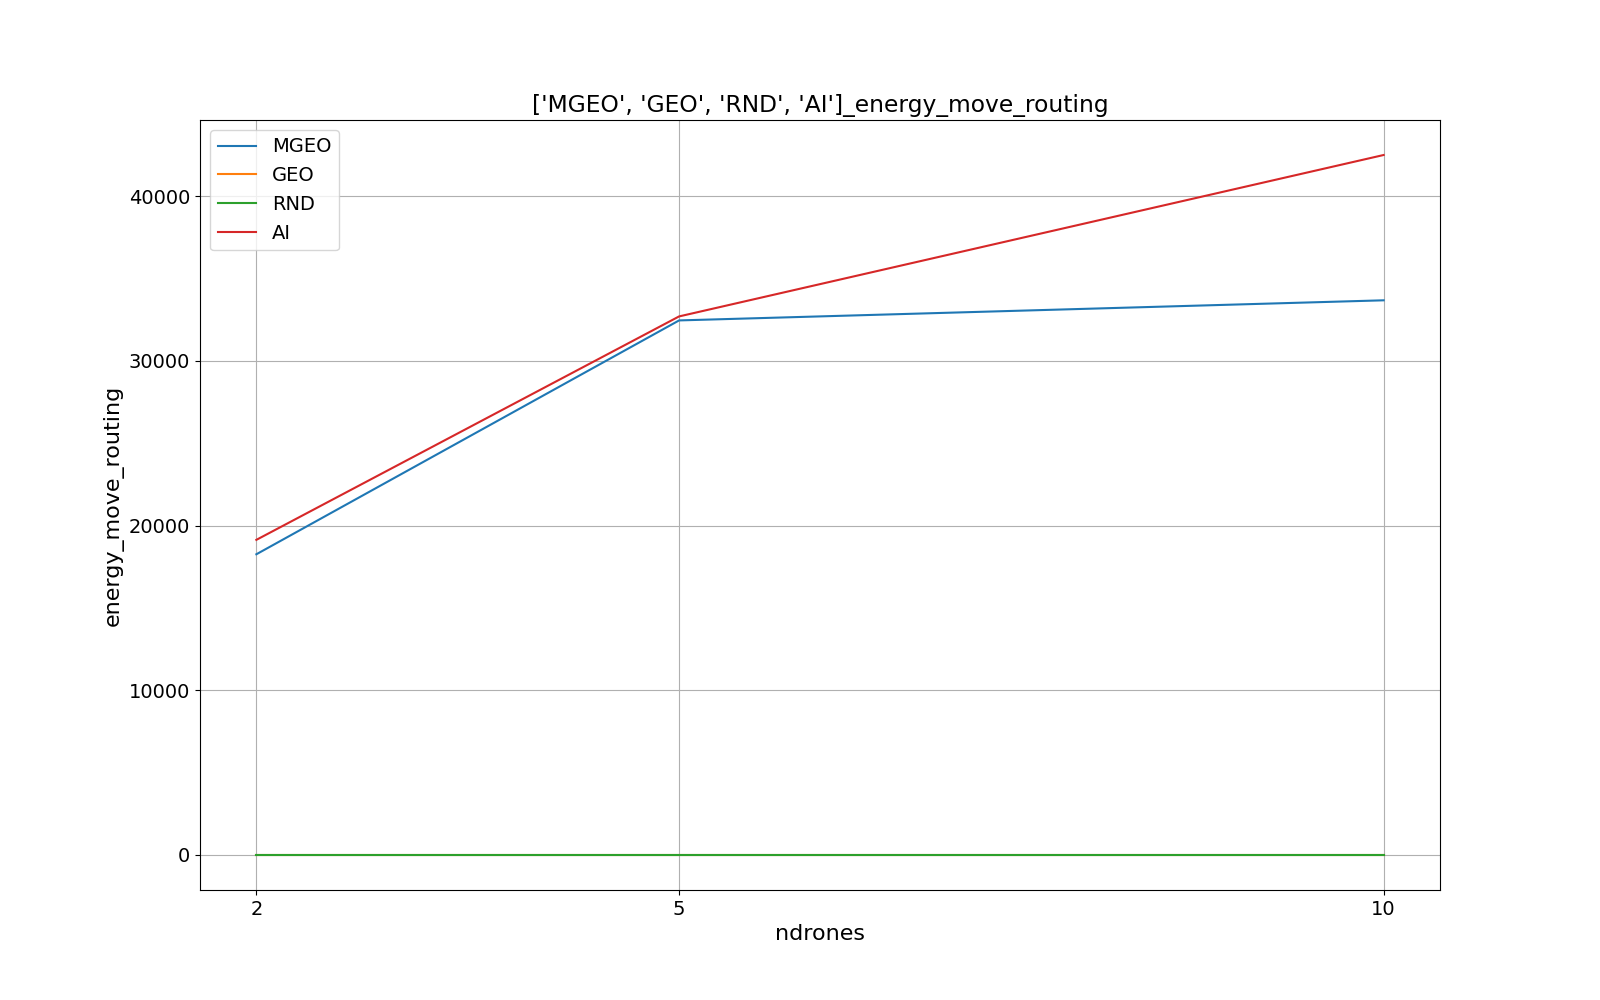 ['MGEO', 'GEO', 'RND', 'AI']_energy_move_routing
MGEO
GEO
RND
AI
40000
30000
20000
10000
0
energy_move_routing
2 5 10
ndrones